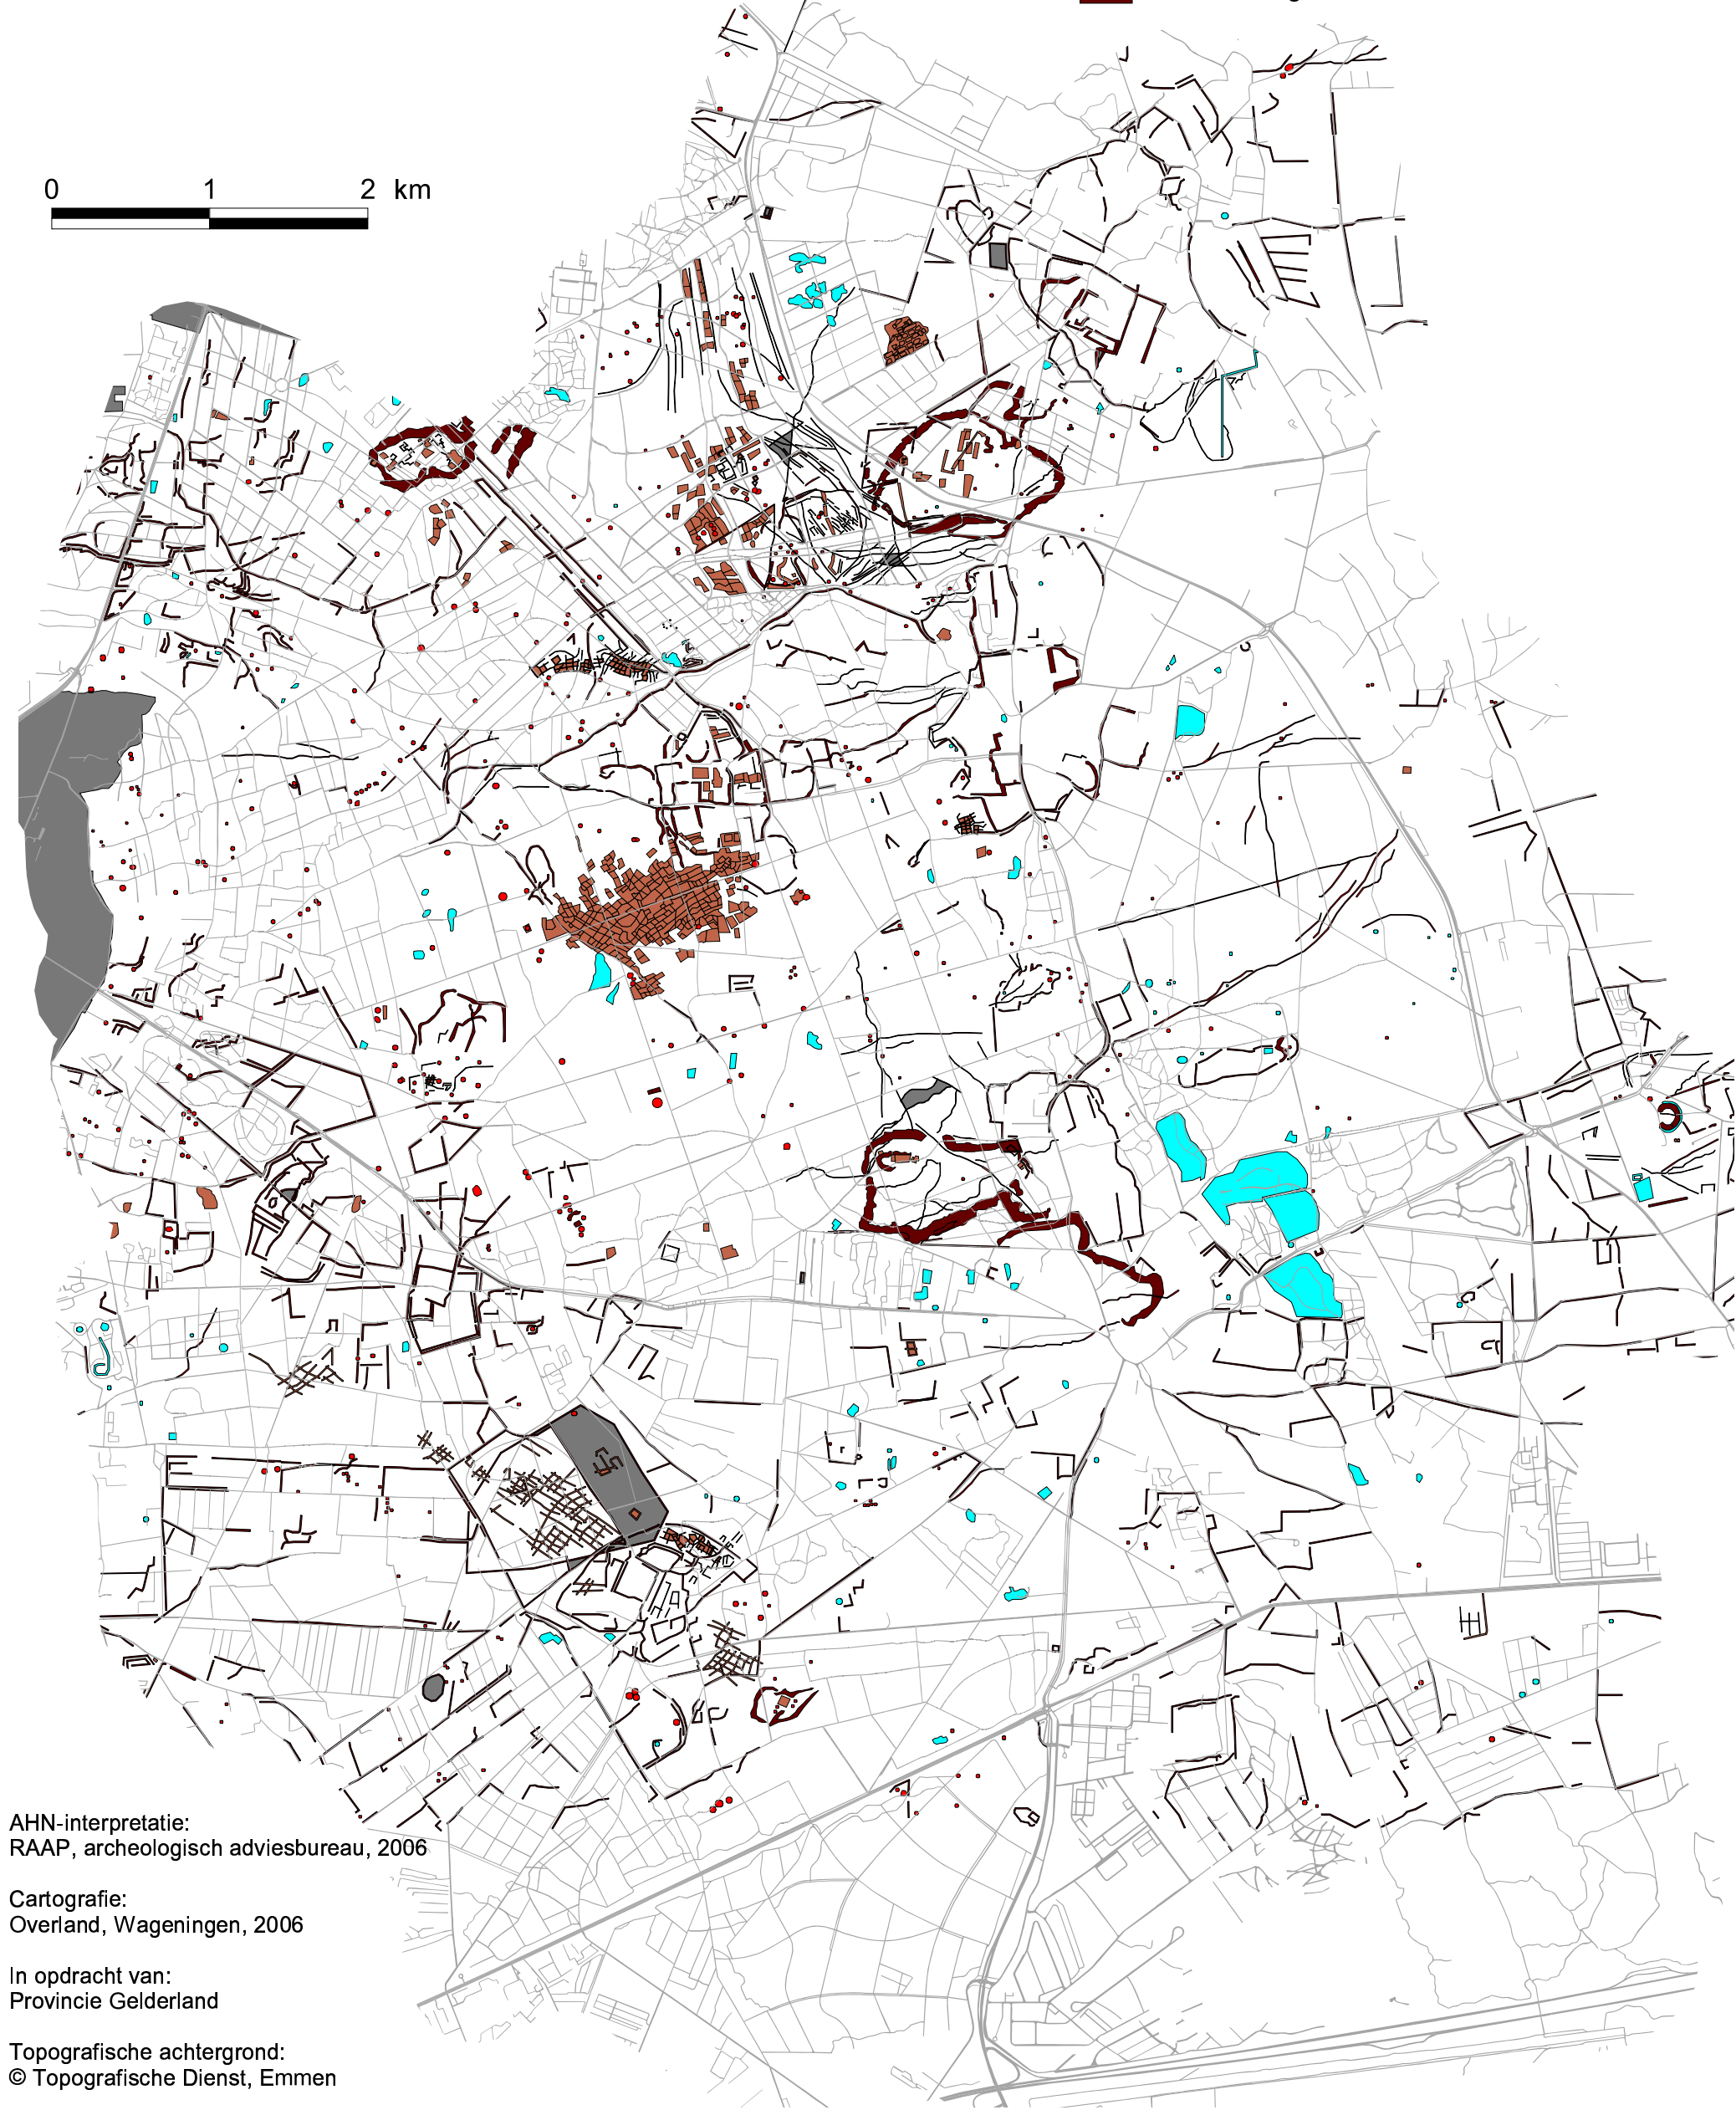 0 1 2 km
AHN-interpretatie:
RAAP, archeologisch adviesbureau, 2006
Cartografie:
Overland, Wageningen, 2006
In opdracht van:
Provincie Gelderland
Topografische achtergrond:
© Topografische Dienst, Emmen